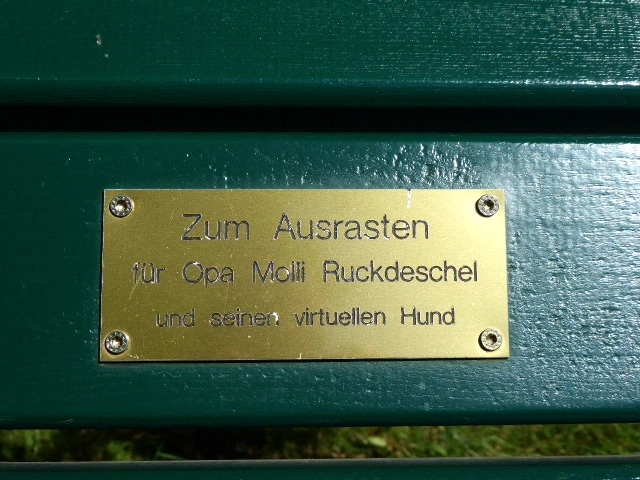 Zum Ausrasten
für Opa Molli Ruckdeschel
und seinen virtuellen Hund